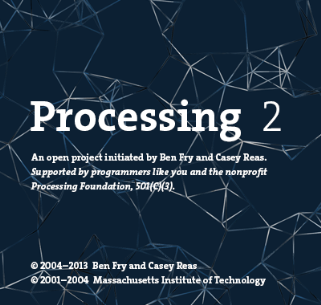 Processing 2
An open project initiated by Ben Fry and Casey Reas.
Supported by programmers like you and the nonprofit
Processing Foundation, 501(C)(3).
© 2004–2013 Ben Fry and Casey Reas
© 2001–2004 Massachusetts Institute of Technology